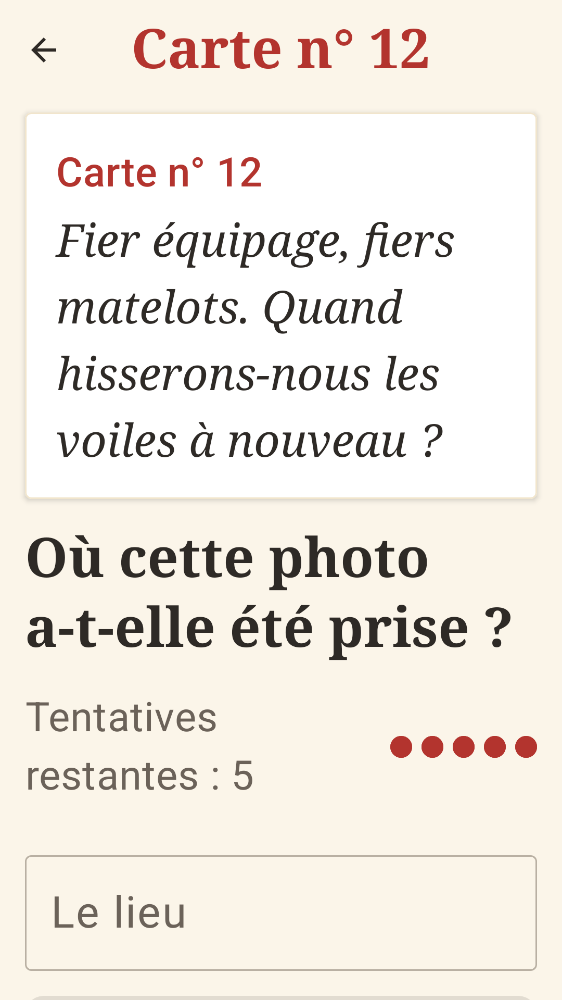 Carte n° 12
Carte n° 12
Fier équipage, fiers
matelots. Quand
hisserons-nous les
voiles à nouveau ?
Où cette photo
a-t-elle été prise ?
Tentatives
restantes : 5
Le lieu